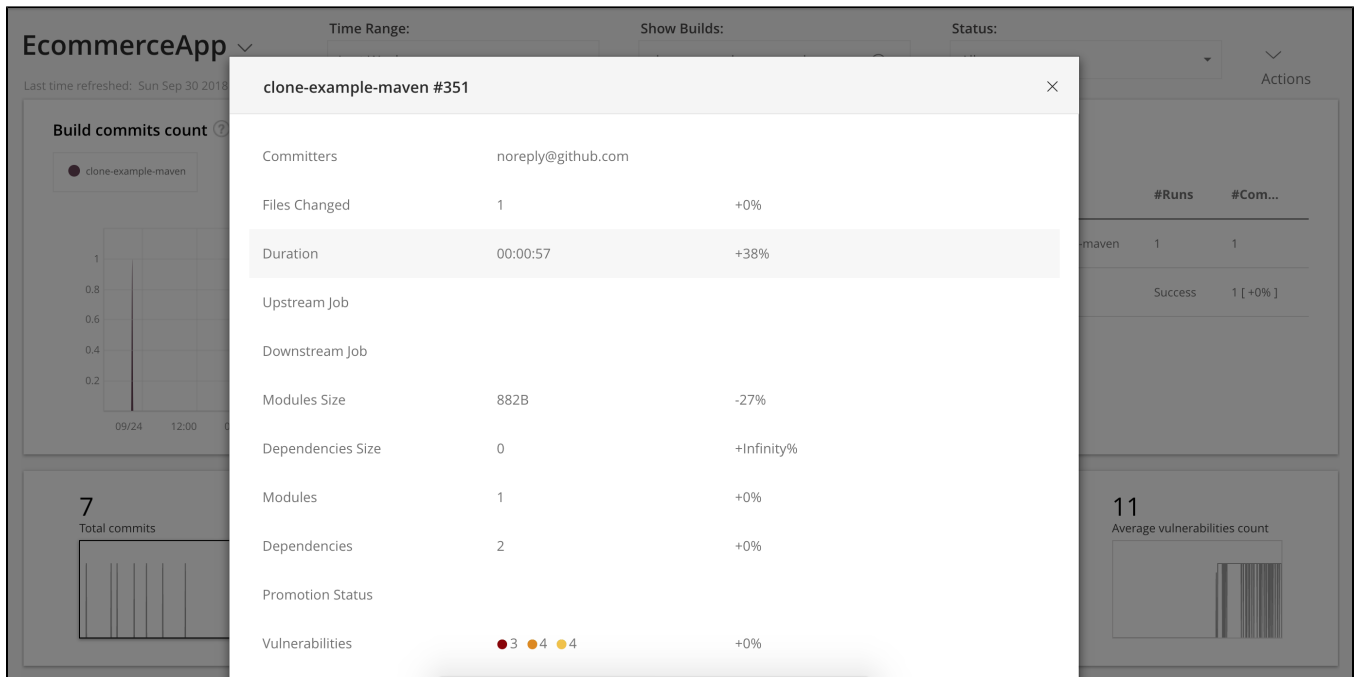 EcommerceApp
Time Range:
Show Builds:
Status:
Actions
Last time refreshed: Sun Sep 30 2018
clone-example-maven #351
Build commits count ?
clone-example-maven
1
0.8
0.6
0.4
0.2
09/24 12:00
Committers noreply@github.com
Files Changed 1 +0%
Duration 00:00:57 +38%
Upstream Job
Downstream Job
Modules Size 882B -27%
Dependencies Size 0 +Infinity%
Modules 1 +0%
Dependencies 2 +0%
Promotion Status
Vulnerabilities 3 4 4 +0%
#Runs #Com...
-maven 1 1
Success 1 [ +0% ]
7
Total commits
11
Average vulnerabilities count